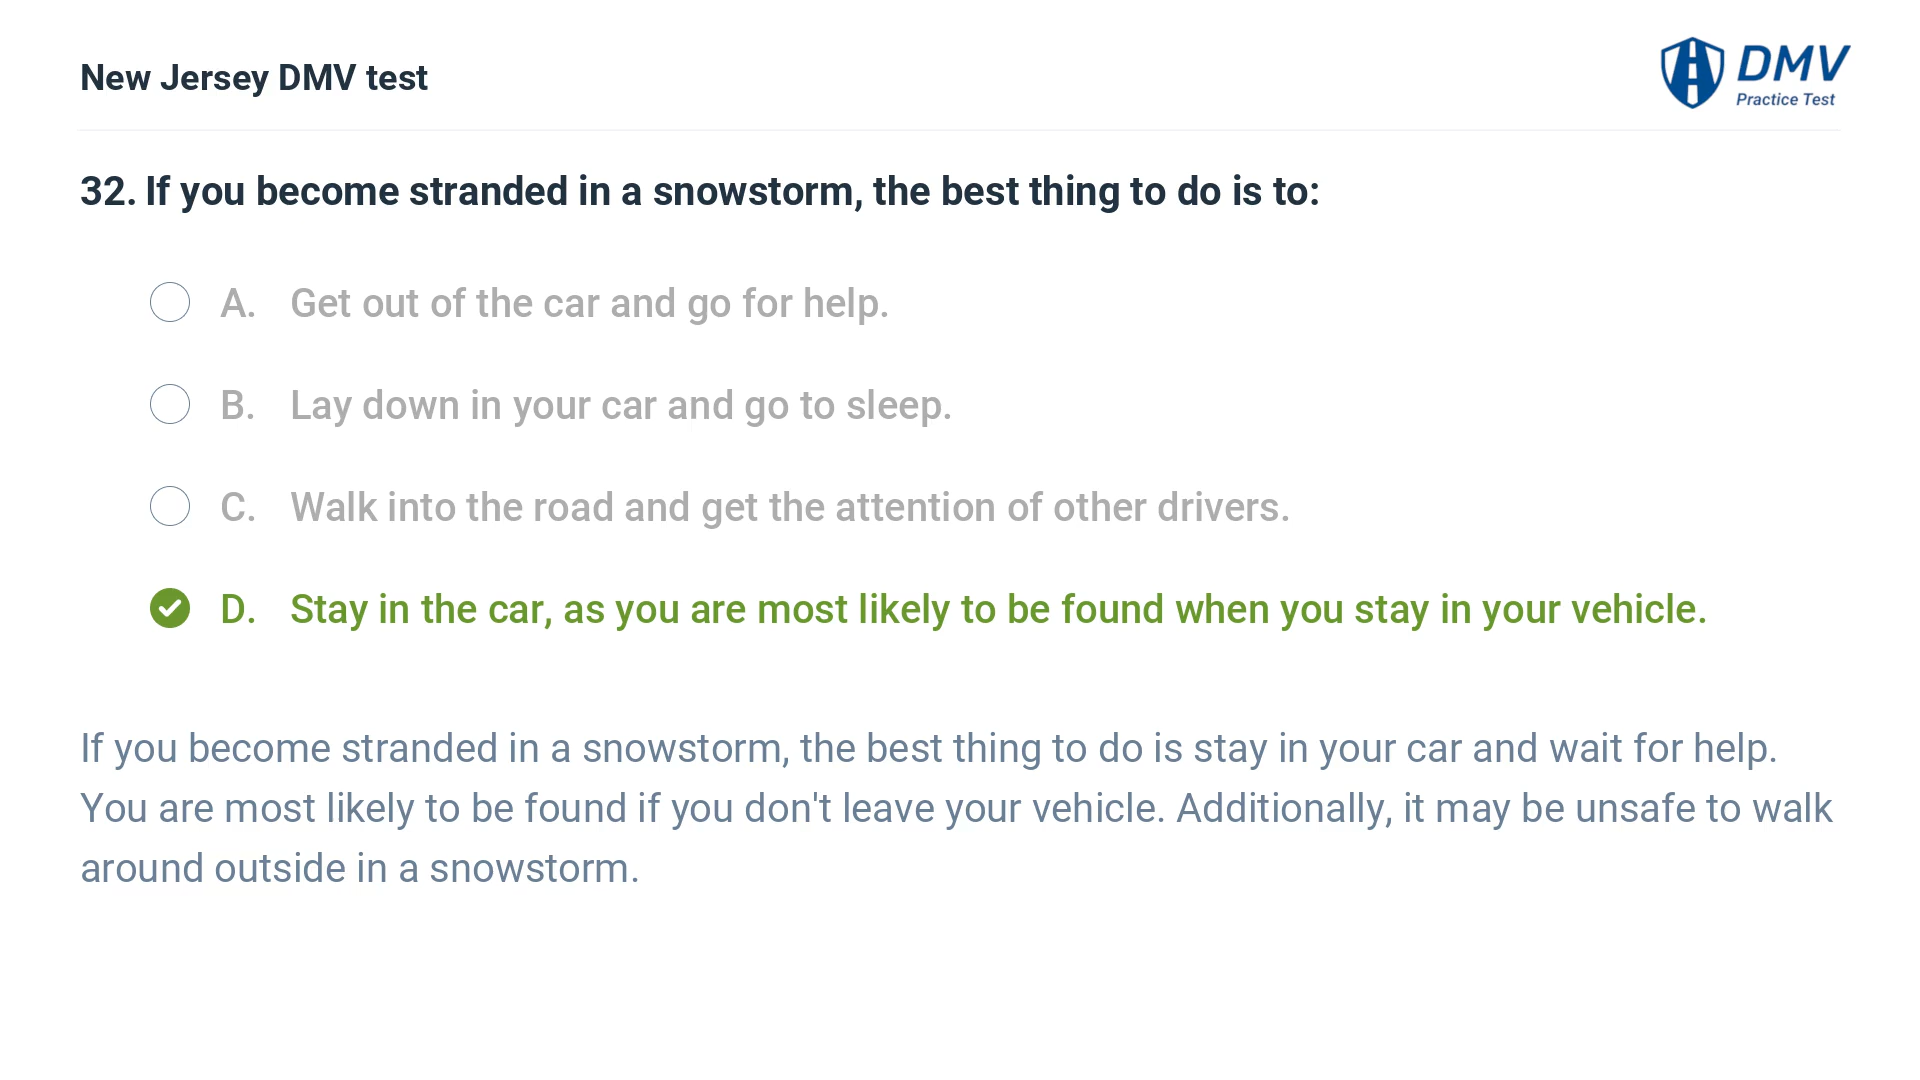 New Jersey DMV test
DMV
Practice Test
32. If you become stranded in a snowstorm, the best thing to do is to:
A. Get out of the car and go for help.
B. Lay down in your car and go to sleep.
C. Walk into the road and get the attention of other drivers.
D. Stay in the car, as you are most likely to be found when you stay in your vehicle.
If you become stranded in a snowstorm, the best thing to do is stay in your car and wait for help.
You are most likely to be found if you don't leave your vehicle. Additionally, it may be unsafe to walk
around outside in a snowstorm.